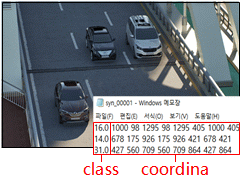 syn_00001 - Windows 메모장
파일(F) 편집(E) 서식(O) 보기(V) 도움말(H)
16.0 1000 98 1295 98 1295 405 1000 405
14.0 678 175 926 175 926 421 678 421
31.0 427 560 709 560 709 864 427 864
class coordina